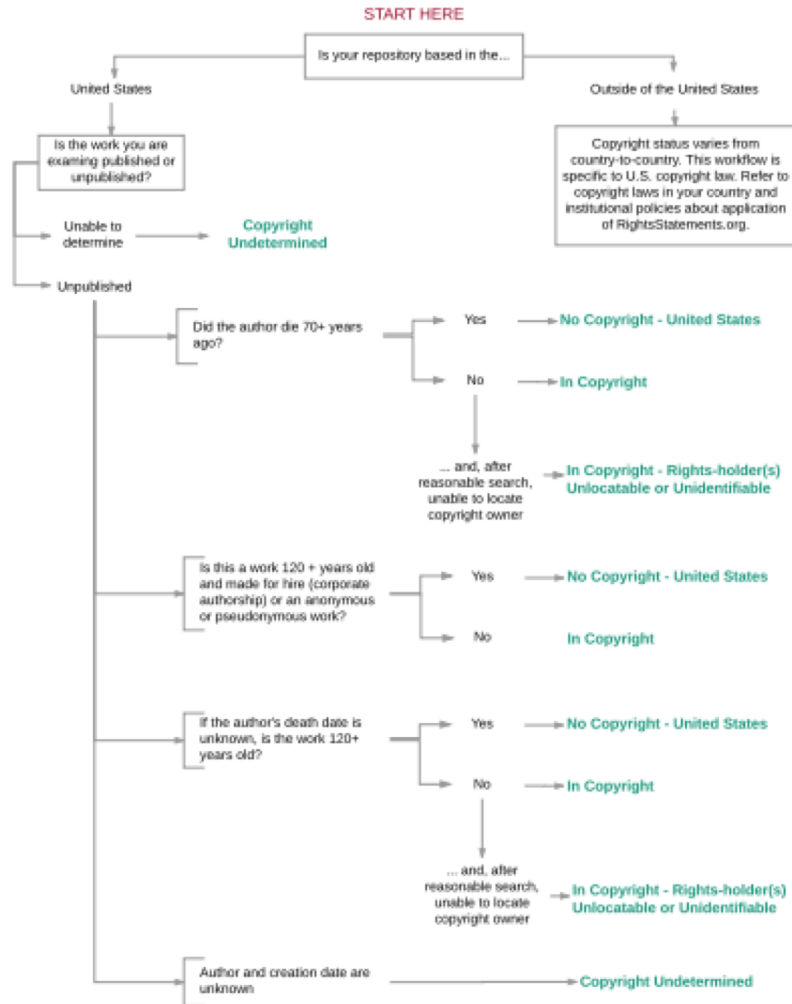 START HERE
Is your repository based in the...
United States
Outside of the United States
Is the work you are
examining published or
unpublished?
Copyright status varies from
country-to-country. This workflow is
specific to U.S. copyright law. Refer to
copyright laws in your country and
institutional policies about application
of RightsStatements.org.
Unable to
determine
Copyright
Undetermined
Unpublished
Did the author die 70+ years
ago?
Yes
No Copyright - United States
No
In Copyright
... and, after
reasonable search,
unable to locate
copyright owner
In Copyright - Rights-holder(s)
Unlocatable or Unidentifiable
Is this a work 120 + years old
and made for hire (corporate
authorship) or an anonymous
or pseudonymous work?
Yes
No Copyright - United States
No
In Copyright
If the author's death date is
unknown, is the work 120+
years old?
Yes
No Copyright - United States
No
In Copyright
... and, after
reasonable search,
unable to locate
copyright owner
In Copyright - Rights-holder(s)
Unlocatable or Unidentifiable
Author and creation date are
unknown
Copyright Undetermined